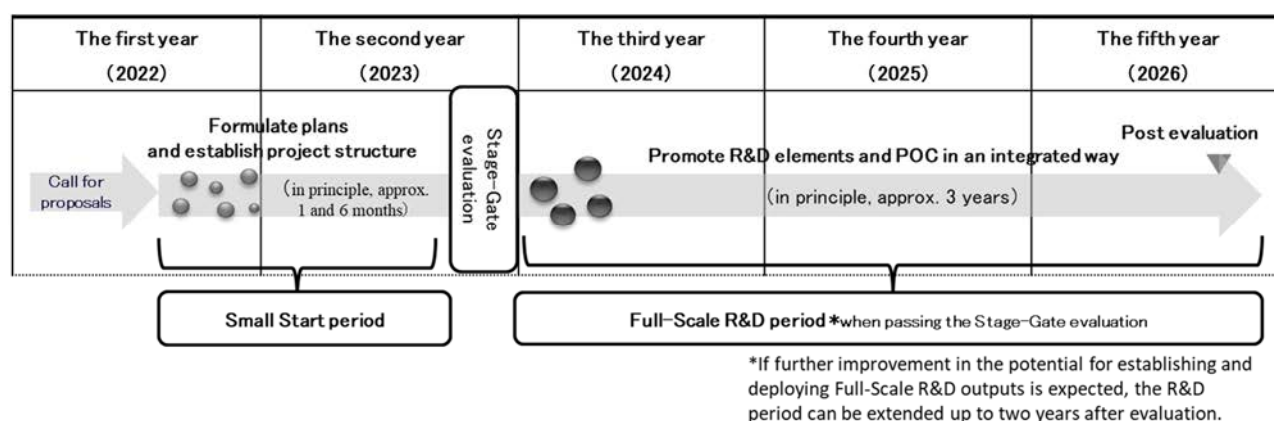 The first year
(2022)
The second year
(2023)
The third year
(2024)
The fourth year
(2025)
The fifth year
(2026)
Call for
proposals
Formulate plans
and establish project structure
(in principle, approx.
1 and 6 months)
Stage-Gate
evaluation
Promote R&D elements and POC in an integrated way
(in principle, approx. 3 years)
Post evaluation
Small Start period
Full-Scale R&D period *when passing the Stage-Gate evaluation
*If further improvement in the potential for establishing and
deploying Full-Scale R&D outputs is expected, the R&D
period can be extended up to two years after evaluation.